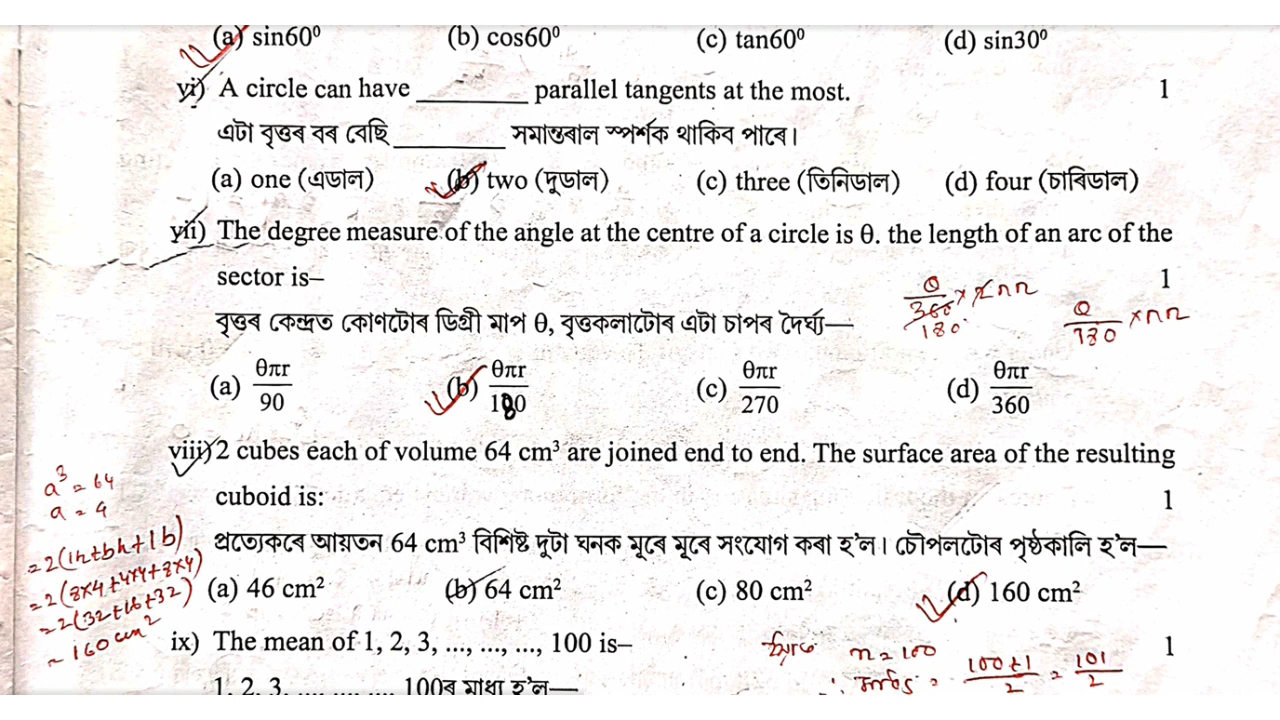 (a) sin60⁰ (b) cos60⁰ (c) tan60⁰ (d) sin30⁰
vi) A circle can have ________ parallel tangents at the most. 1
এটা বৃত্তৰ বৰ বেছি ________ সমান্তৰাল স্পৰ্শক থাকিব পাৰে।
(a) one (এডাল) (b) two (দুডাল) (c) three (তিনিডাল) (d) four (চাৰিডাল)
vii) The degree measure of the angle at the centre of a circle is θ. the length of an arc of the
sector is– 1
θ/360 × 2πr
180
θ/180 × πr
বৃত্তৰ কেন্দ্ৰত কোণটোৰ ডিগ্ৰী মাপ θ, বৃত্তকলাটোৰ এটা চাপৰ দৈৰ্ঘ্য—
(a) θπr/90 (b) θπr/180 (c) θπr/270 (d) θπr/360
viii) 2 cubes each of volume 64 cm³ are joined end to end. The surface area of the resulting
cuboid is: 1
প্ৰত্যেকৰে আয়তন 64 cm³ বিশিষ্ট দুটা ঘনক মূৰে মূৰে সংযোগ কৰা হ’ল। চৌপলটোৰ পৃষ্ঠকালি হ’ল—
(a) 46 cm² (b) 64 cm² (c) 80 cm² (d) 160 cm²
a³ = 64
a = 4
= 2(lh+bh+lb)
= 2(8×4+4×4+8×4)
= 2(32+16+32)
= 160 cm²
ix) The mean of 1, 2, 3, ..., ..., ..., 100 is– 1
n = 100
100+1/2 = 101/2
1, 2, 3, ... ... ... 100ৰ মাধ্য হ’ল—